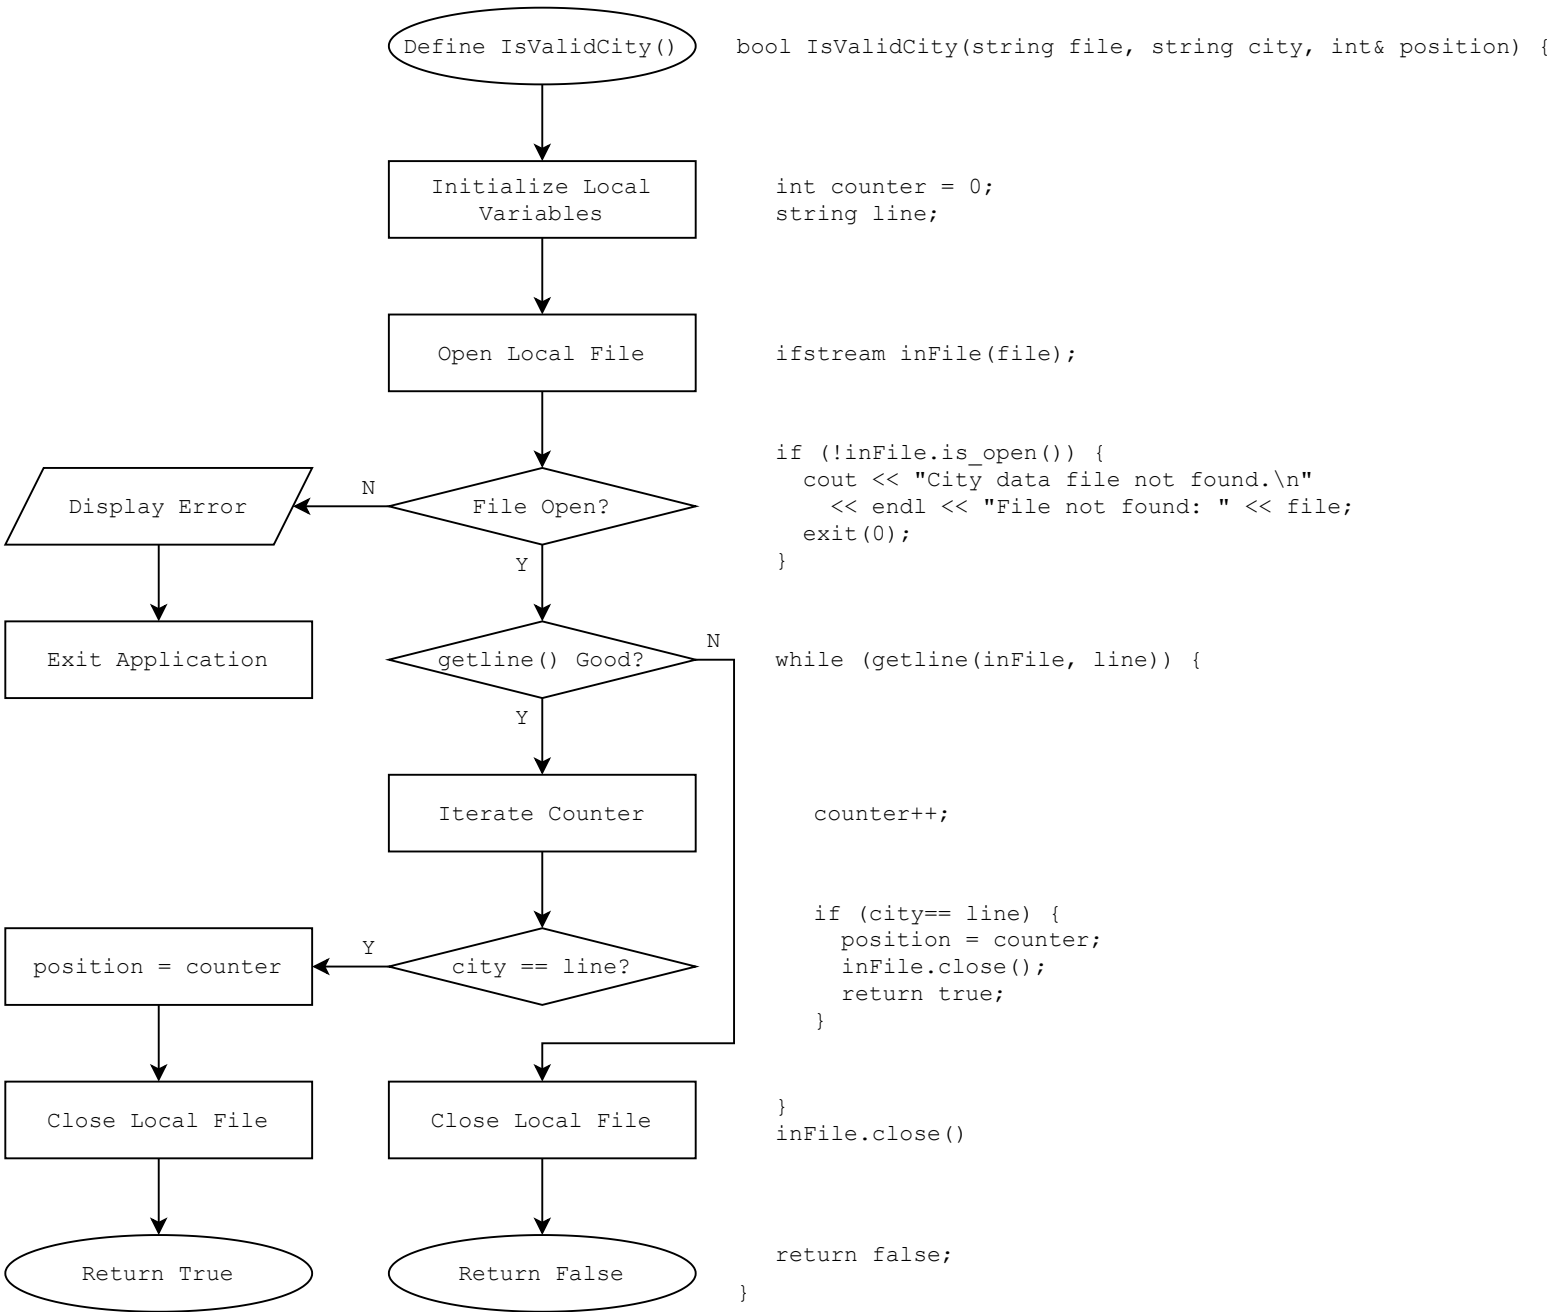 Define IsValidCity()
bool IsValidCity(string file, string city, int& position) {
Initialize Local
Variables
int counter = 0;
string line;
Open Local File
ifstream inFile(file);
if (!inFile.is_open()) {
cout << "City data file not found.\n"
<< endl << "File not found: " << file;
exit(0);
}
Display Error
N
File Open?
Y
Exit Application
getline() Good?
N
while (getline(inFile, line)) {
Y
Iterate Counter
counter++;
if (city== line) {
position = counter;
inFile.close();
return true;
}
position = counter
Y
city == line?
Close Local File
Close Local File
}
inFile.close()
Return True
Return False
return false;
}